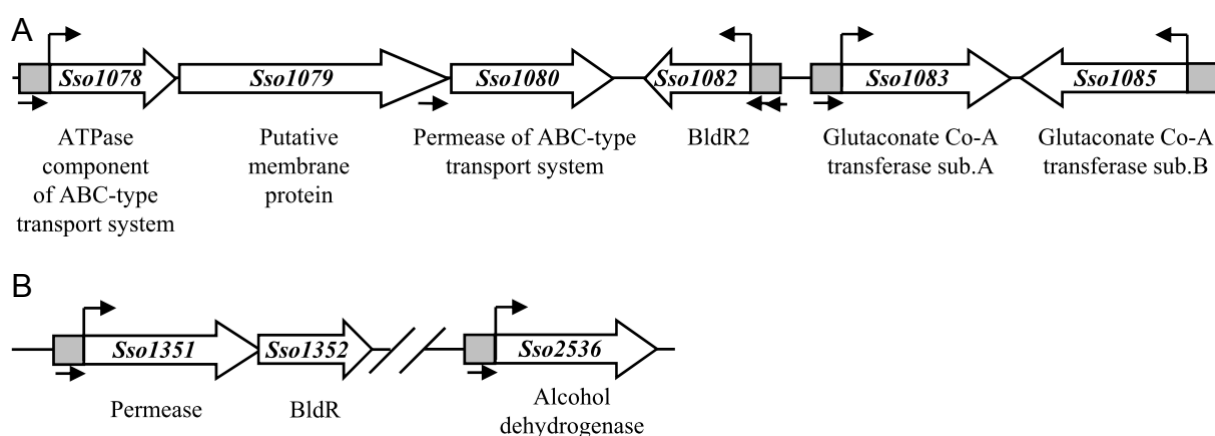 A
Sso1078 Sso1079 Sso1080 Sso1082 Sso1083 Sso1085
ATPase
component
of ABC-type
transport system
Putative
membrane
protein
Permease of ABC-type
transport system
BldR2
Glutaconate Co-A
transferase sub.A
Glutaconate Co-A
transferase sub.B
B
Sso1351 Sso1352 Sso2536
Permease
BldR
Alcohol
dehydrogenase